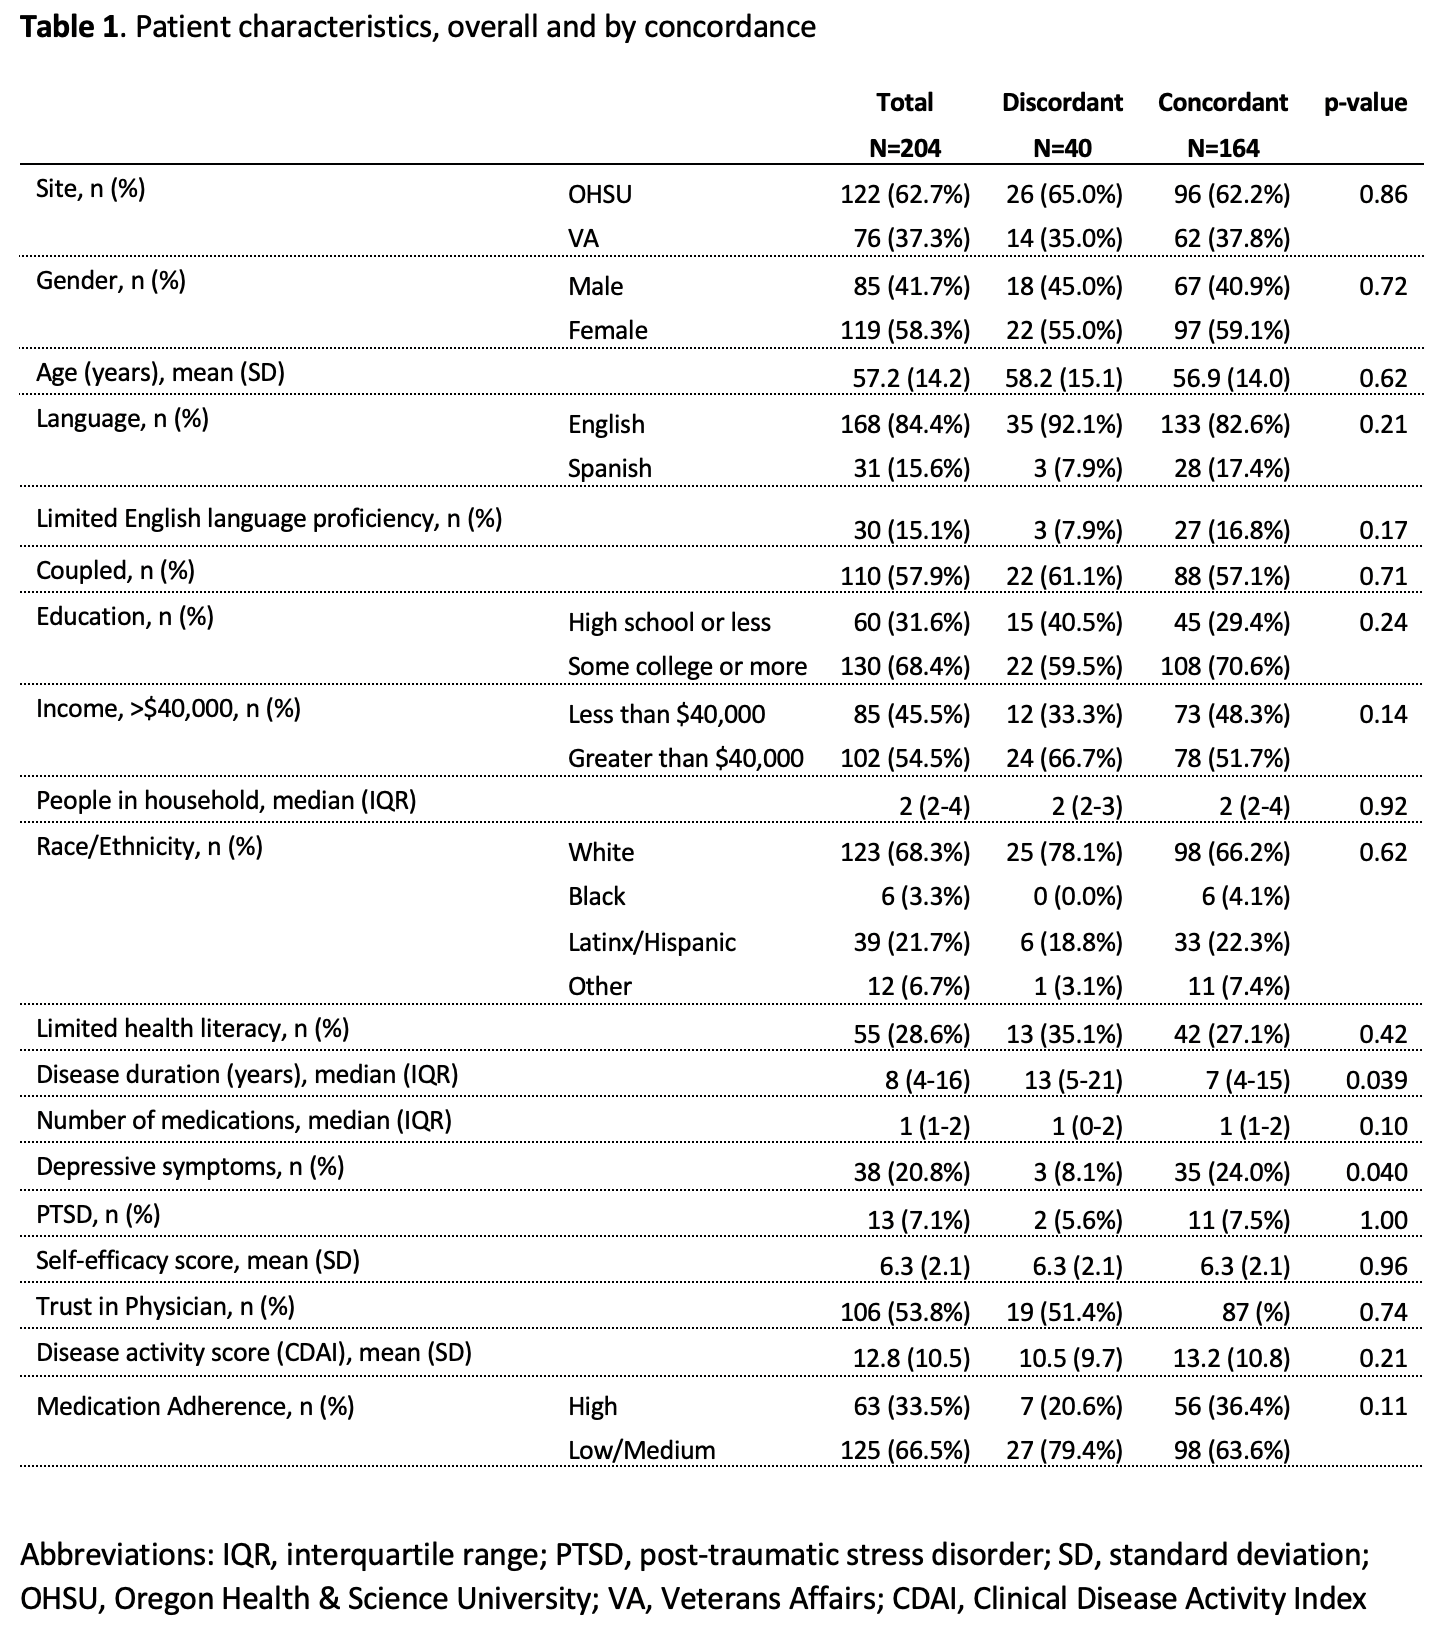 Table 1. Patient characteristics, overall and by concordance
Total Discordant Concordant p-value
N=204 N=40 N=164
Site, n (%) OHSU 122 (62.7%) 26 (65.0%) 96 (62.2%) 0.86
VA 76 (37.3%) 14 (35.0%) 62 (37.8%)
Gender, n (%) Male 85 (41.7%) 18 (45.0%) 67 (40.9%) 0.72
Female 119 (58.3%) 22 (55.0%) 97 (59.1%)
Age (years), mean (SD) 57.2 (14.2) 58.2 (15.1) 56.9 (14.0) 0.62
Language, n (%) English 168 (84.4%) 35 (92.1%) 133 (82.6%) 0.21
Spanish 31 (15.6%) 3 (7.9%) 28 (17.4%)
Limited English language proficiency, n (%) 30 (15.1%) 3 (7.9%) 27 (16.8%) 0.17
Coupled, n (%) 110 (57.9%) 22 (61.1%) 88 (57.1%) 0.71
Education, n (%) High school or less 60 (31.6%) 15 (40.5%) 45 (29.4%) 0.24
Some college or more 130 (68.4%) 22 (59.5%) 108 (70.6%)
Income, >$40,000, n (%) Less than $40,000 85 (45.5%) 12 (33.3%) 73 (48.3%) 0.14
Greater than $40,000 102 (54.5%) 24 (66.7%) 78 (51.7%)
People in household, median (IQR) 2 (2-4) 2 (2-3) 2 (2-4) 0.92
Race/Ethnicity, n (%) White 123 (68.3%) 25 (78.1%) 98 (66.2%) 0.62
Black 6 (3.3%) 0 (0.0%) 6 (4.1%)
Latinx/Hispanic 39 (21.7%) 6 (18.8%) 33 (22.3%)
Other 12 (6.7%) 1 (3.1%) 11 (7.4%)
Limited health literacy, n (%) 55 (28.6%) 13 (35.1%) 42 (27.1%) 0.42
Disease duration (years), median (IQR) 8 (4-16) 13 (5-21) 7 (4-15) 0.039
Number of medications, median (IQR) 1 (1-2) 1 (0-2) 1 (1-2) 0.10
Depressive symptoms, n (%) 38 (20.8%) 3 (8.1%) 35 (24.0%) 0.040
PTSD, n (%) 13 (7.1%) 2 (5.6%) 11 (7.5%) 1.00
Self-efficacy score, mean (SD) 6.3 (2.1) 6.3 (2.1) 6.3 (2.1) 0.96
Trust in Physician, n (%) 106 (53.8%) 19 (51.4%) 87 (%) 0.74
Disease activity score (CDAI), mean (SD) 12.8 (10.5) 10.5 (9.7) 13.2 (10.8) 0.21
Medication Adherence, n (%) High 63 (33.5%) 7 (20.6%) 56 (36.4%) 0.11
Low/Medium 125 (66.5%) 27 (79.4%) 98 (63.6%)
Abbreviations: IQR, interquartile range; PTSD, post-traumatic stress disorder; SD, standard deviation;
OHSU, Oregon Health & Science University; VA, Veterans Affairs; CDAI, Clinical Disease Activity Index